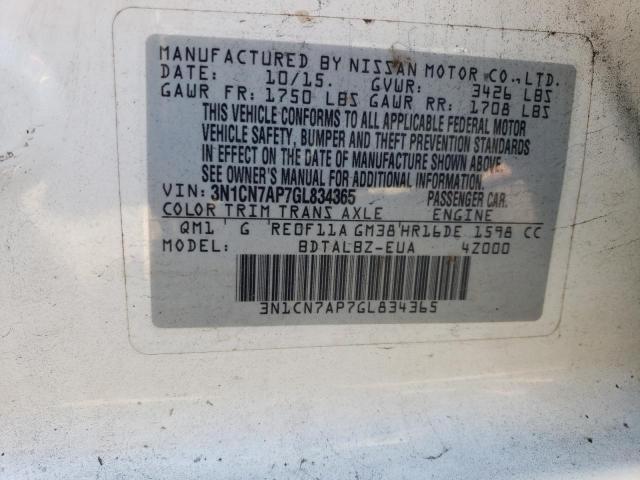 MANUFACTURED BY NISSAN MOTOR CO., LTD.
DATE: 10/15. GVWR: 3426 LBS
GAWR FR: 1750 LBS GAWR RR: 1708 LBS
THIS VEHICLE CONFORMS TO ALL APPLICABLE FEDERAL MOTOR
VEHICLE SAFETY, BUMPER AND THEFT PREVENTION STANDARDS
IN EFFECT ON THE DATE OF MANUFACTURE SHOWN ABOVE.
SEE OWNER'S MANUAL FOR ADDITIONAL INFORMATION.
VIN: 3N1CN7AP7GL834365 PASSENGER CAR.
COLOR TRIM TRANS AXLE ENGINE
QM1 G RE0F11A GM38 HR16DE 1598 CC
MODEL: BDTALBZ-EUA 4Z000
3N1CN7AP7GL834365